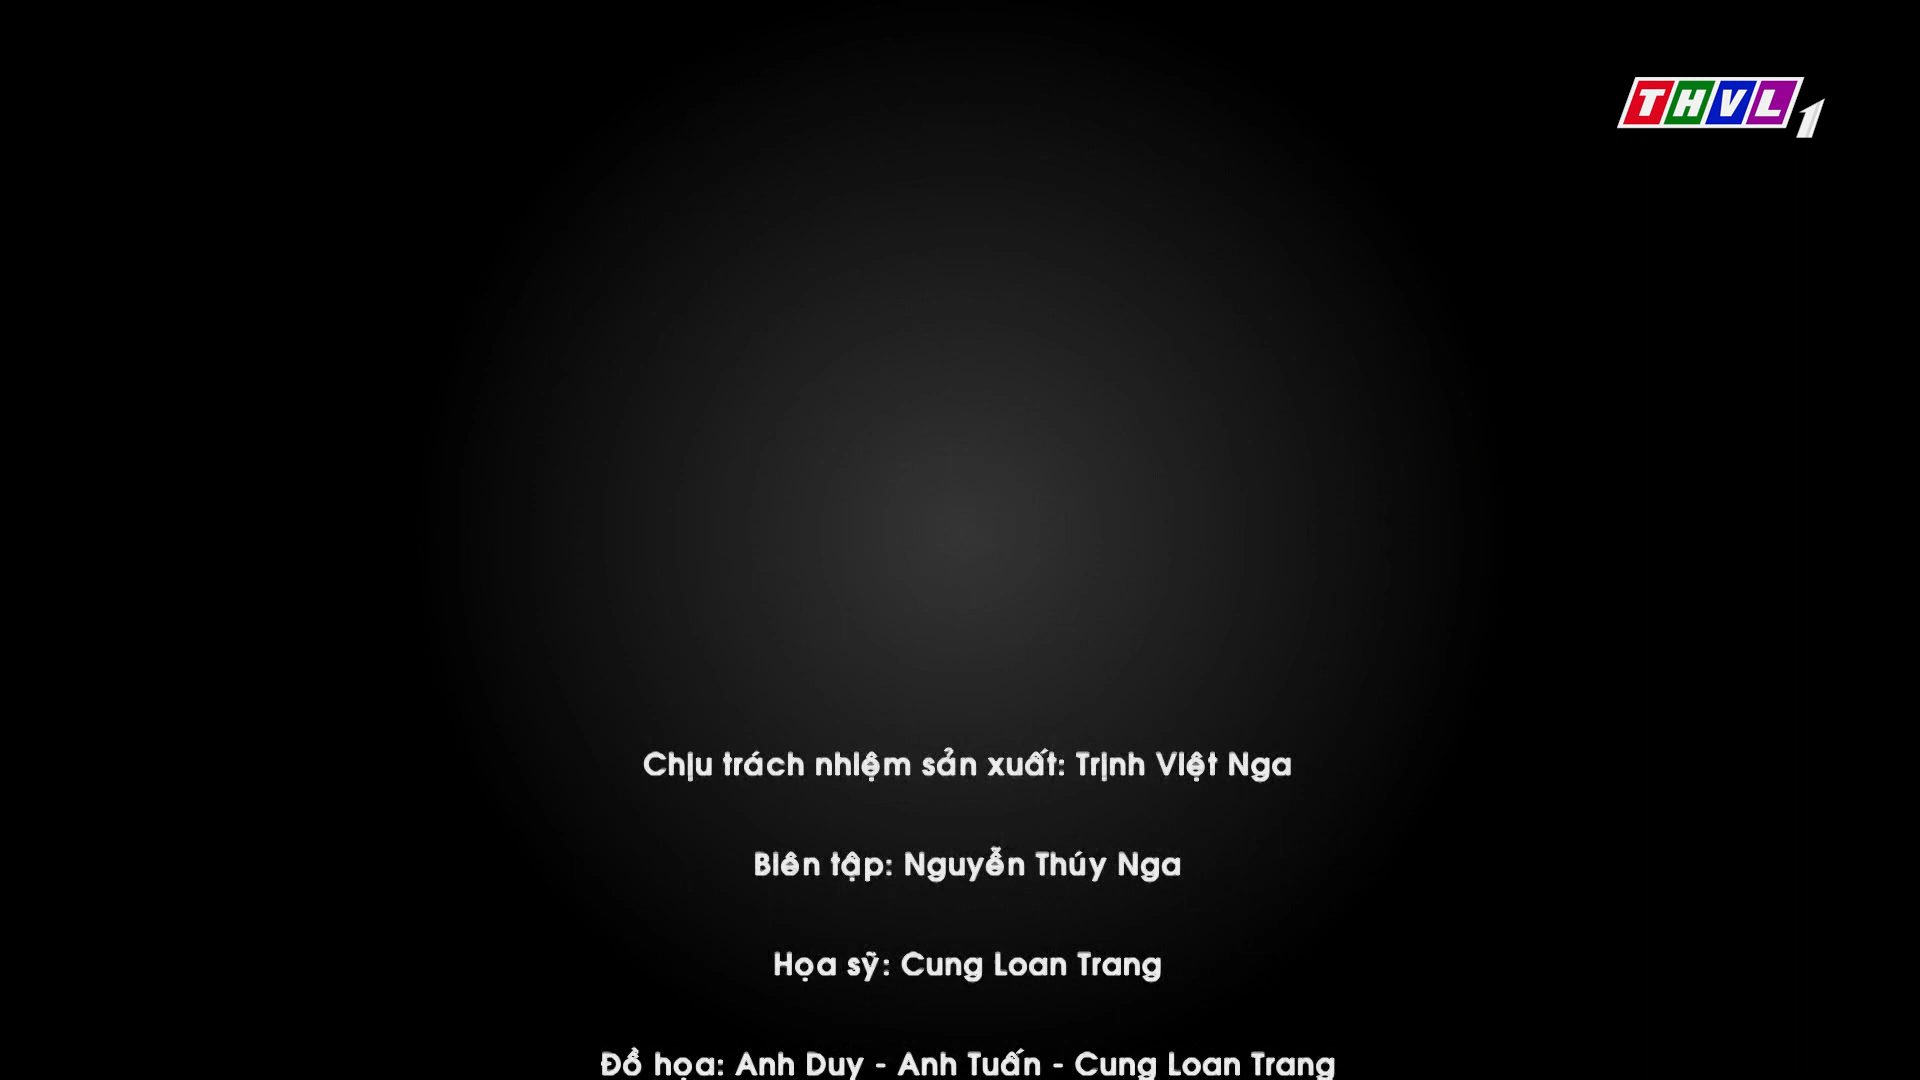 THVL1
Chịu trách nhiệm sản xuất: Trịnh Việt Nga
Biên tập: Nguyễn Thúy Nga
Họa sỹ: Cung Loan Trang
Đồ họa: Anh Duy - Anh Tuấn - Cung Loan Trang